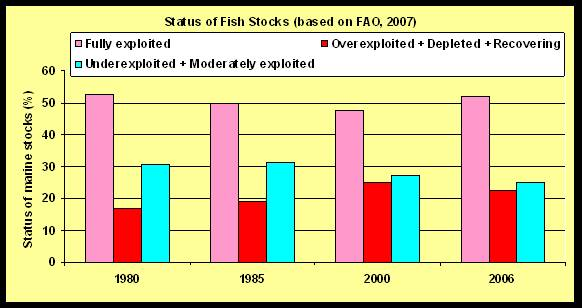 Status of Fish Stocks (based on FAO, 2007)
Fully exploited
Overexploited + Depleted + Recovering
Underexploited + Moderately exploited
Status of marine stocks (%)
60
50
40
30
20
10
0
1980 1985 2000 2006